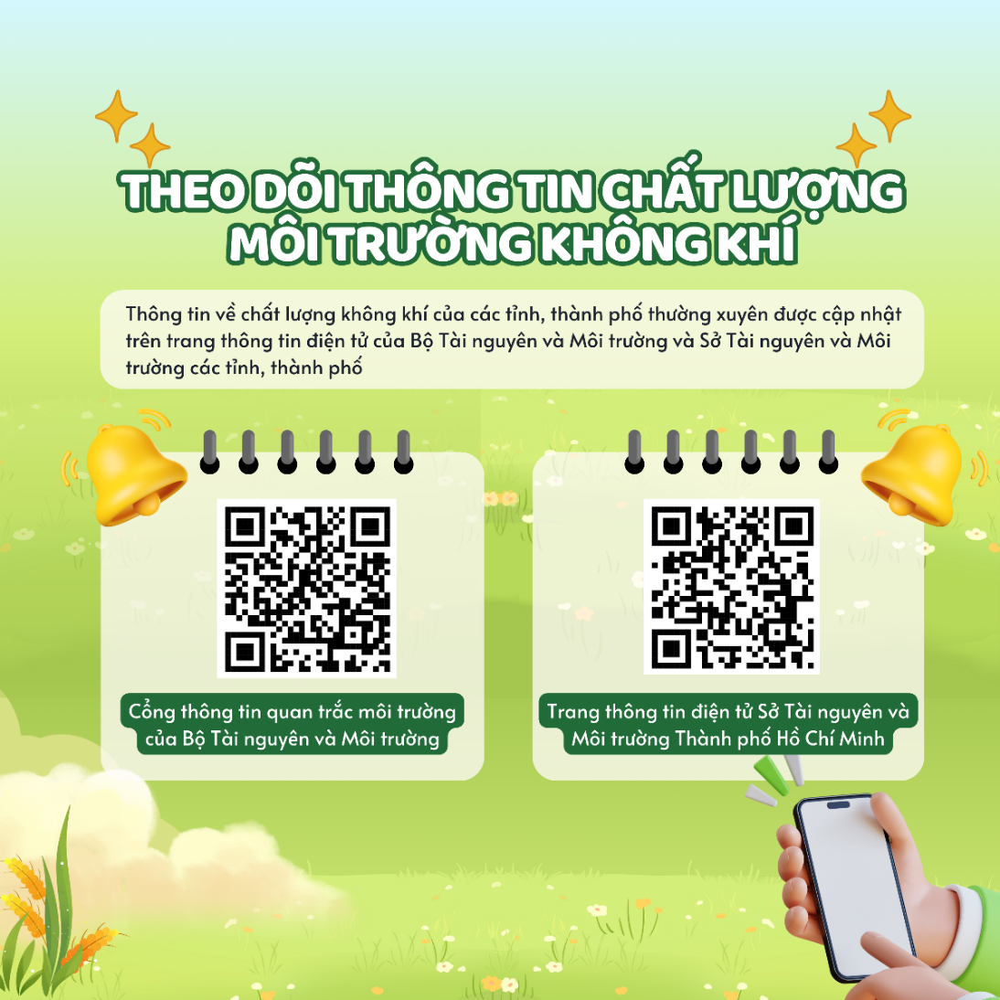 THEO DÕI THÔNG TIN CHẤT LƯỢNG
MÔI TRƯỜNG KHÔNG KHÍ
Thông tin về chất lượng không khí của các tỉnh, thành phố thường xuyên được cập nhật
trên trang thông tin điện tử của Bộ Tài nguyên và Môi trường và Sở Tài nguyên và Môi
trường các tỉnh, thành phố
Cổng thông tin quan trắc môi trường
của Bộ Tài nguyên và Môi trường
Trang thông tin điện tử Sở Tài nguyên và
Môi trường Thành phố Hồ Chí Minh